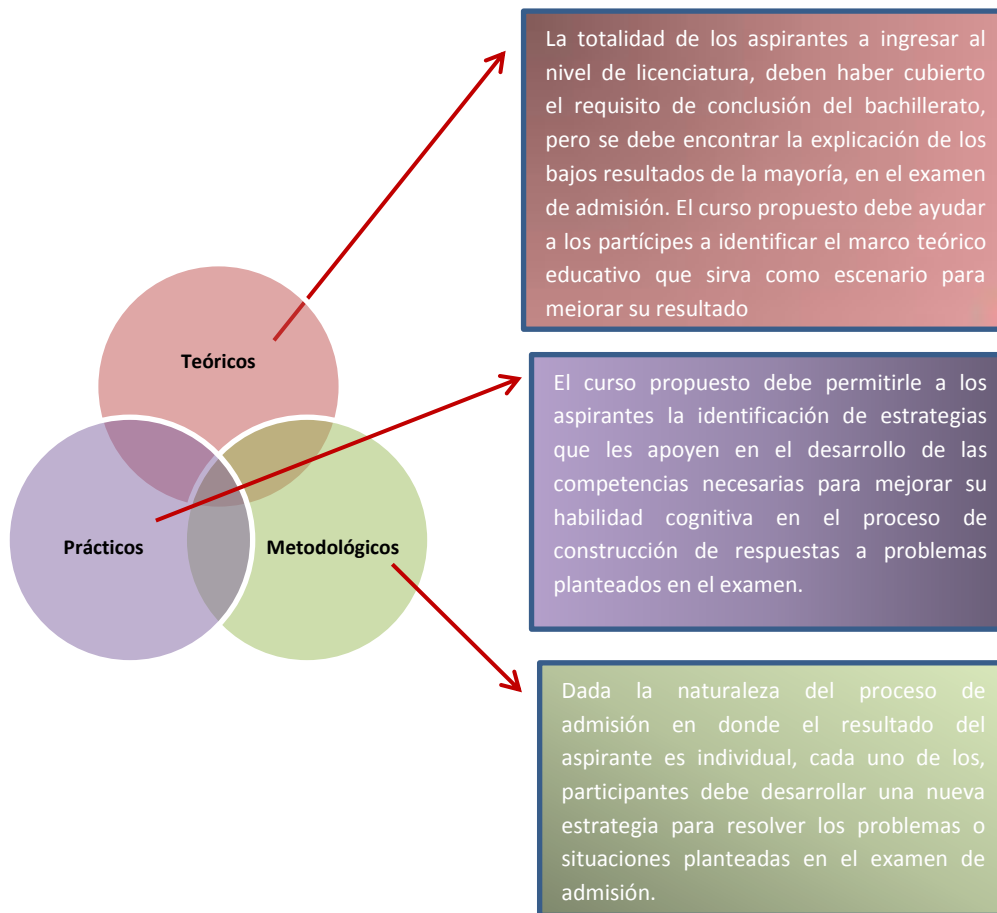 La totalidad de los aspirantes a ingresar al
nivel de licenciatura, deben haber cubierto
el requisito de conclusión del bachillerato,
pero se debe encontrar la explicación de los
bajos resultados de la mayoría, en el examen
de admisión. El curso propuesto debe ayudar
a los partícipes a identificar el marco teórico
educativo que sirva como escenario para
mejorar su resultado
Teóricos
El curso propuesto debe permitirle a los
aspirantes la identificación de estrategias
que les apoyen en el desarrollo de las
competencias necesarias para mejorar su
habilidad cognitiva en el proceso de
construcción de respuestas a problemas
planteados en el examen.
Prácticos
Metodológicos
Dada la naturaleza del proceso de
admisión en donde el resultado del
aspirante es individual, cada uno de los,
participantes debe desarrollar una nueva
estrategia para resolver los problemas o
situaciones planteadas en el examen de
admisión.